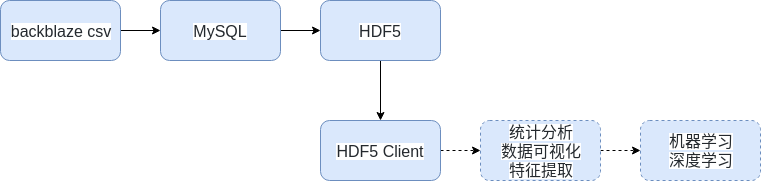 backblaze csv
MySQL
HDF5
HDF5 Client
统计分析
数据可视化
特征提取
机器学习
深度学习